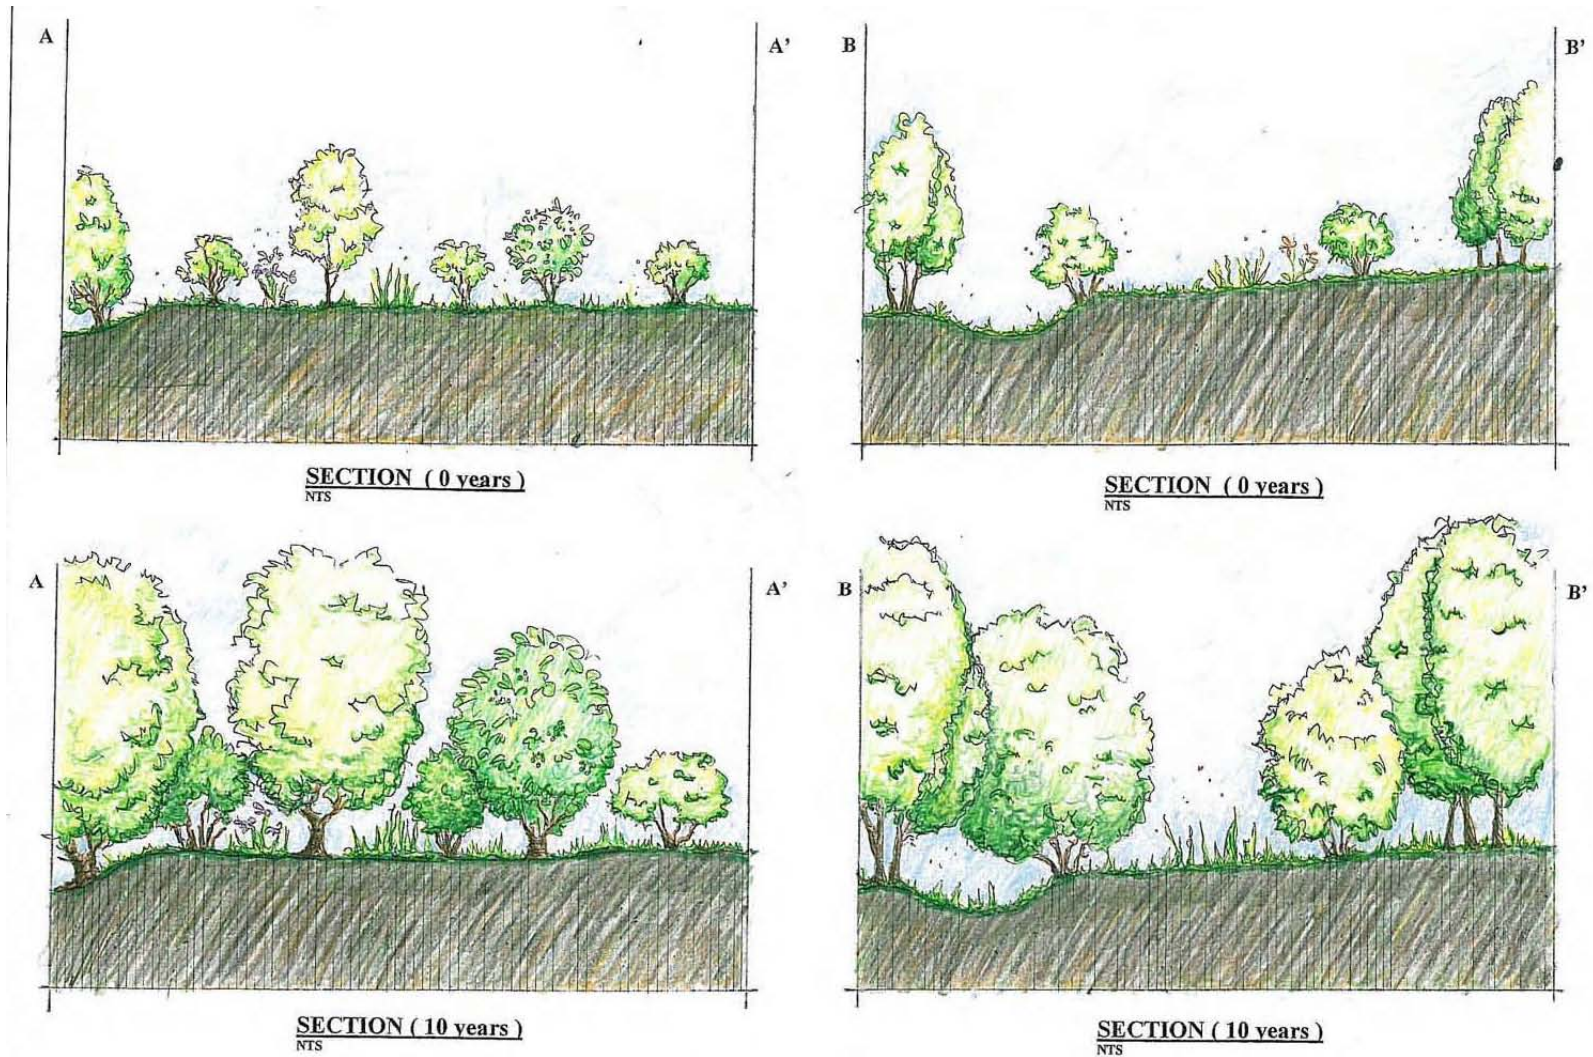 A A'
B B'
SECTION ( 0 years )
NTS
SECTION ( 0 years )
NTS
A A'
B B'
SECTION ( 10 years )
NTS
SECTION ( 10 years )
NTS